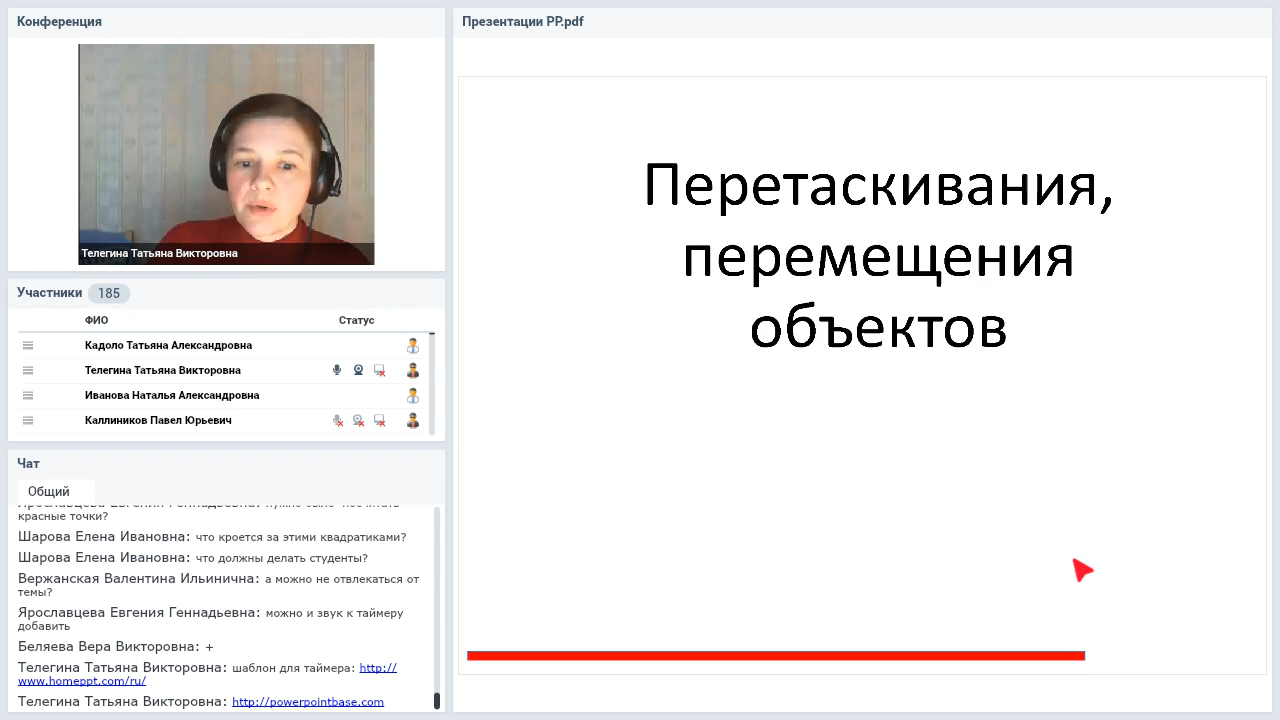 Конференция
Телегина Татьяна Викторовна
Участники 185
ФИО Статус
Кадоло Татьяна Александровна
Телегина Татьяна Викторовна
Иванова Наталья Александровна
Каллиников Павел Юрьевич
Чат
Общий
красные точки?
Шарова Елена Ивановна: что кроется за этими квадратиками?
Шарова Елена Ивановна: что должны делать студенты?
Вержанская Валентина Ильинична: а можно не отвлекаться от
темы?
Ярославцева Евгения Геннадьевна: можно и звук к таймеру
добавить
Беляева Вера Викторовна: +
Телегина Татьяна Викторовна: шаблон для таймера: http://
www.homeppt.com/ru/
Телегина Татьяна Викторовна: http://powerpointbase.com
Презентации PP.pdf
Перетаскивания,
перемещения
объектов